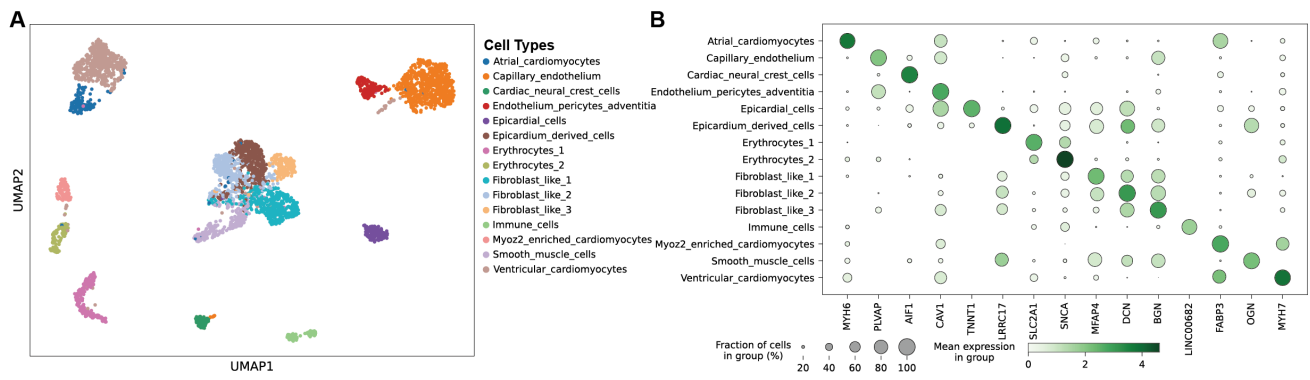 A
UMAP2
UMAP1
Cell Types
Atrial_cardiomyocytes
Capillary_endothelium
Cardiac_neural_crest_cells
Endothelium_pericytes_adventitia
Epicardial_cells
Epicardium_derived_cells
Erythrocytes_1
Erythrocytes_2
Fibroblast_like_1
Fibroblast_like_2
Fibroblast_like_3
Immune_cells
Myoz2_enriched_cardiomyocytes
Smooth_muscle_cells
Ventricular_cardiomyocytes
B
Atrial_cardiomyocytes
Capillary_endothelium
Cardiac_neural_crest_cells
Endothelium_pericytes_adventitia
Epicardial_cells
Epicardium_derived_cells
Erythrocytes_1
Erythrocytes_2
Fibroblast_like_1
Fibroblast_like_2
Fibroblast_like_3
Immune_cells
Myoz2_enriched_cardiomyocytes
Smooth_muscle_cells
Ventricular_cardiomyocytes
MYH6
PLVAP
AIF1
CAV1
TNNT1
LRRC17
SLC2A1
SNCA
MFAP4
DCN
BGN
LINC00682
FABP3
OGN
MYH7
Fraction of cells
in group (%)
20 40 60 80 100
Mean expression
in group
0 2 4